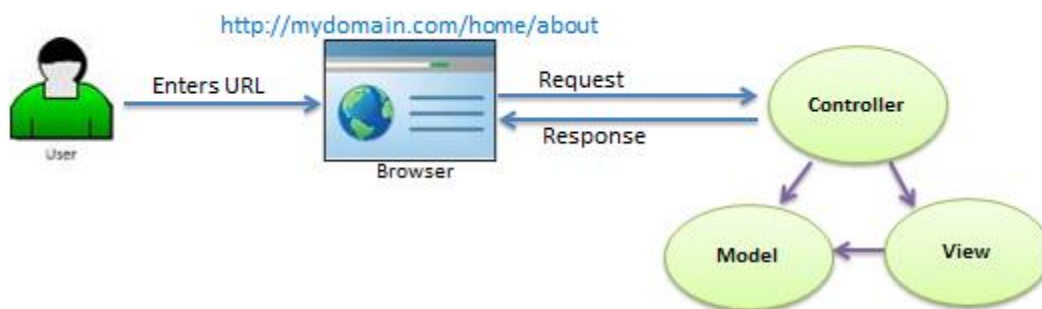 http://mydomain.com/home/about
Enters URL
User
Browser
Request
Response
Controller
Model
View